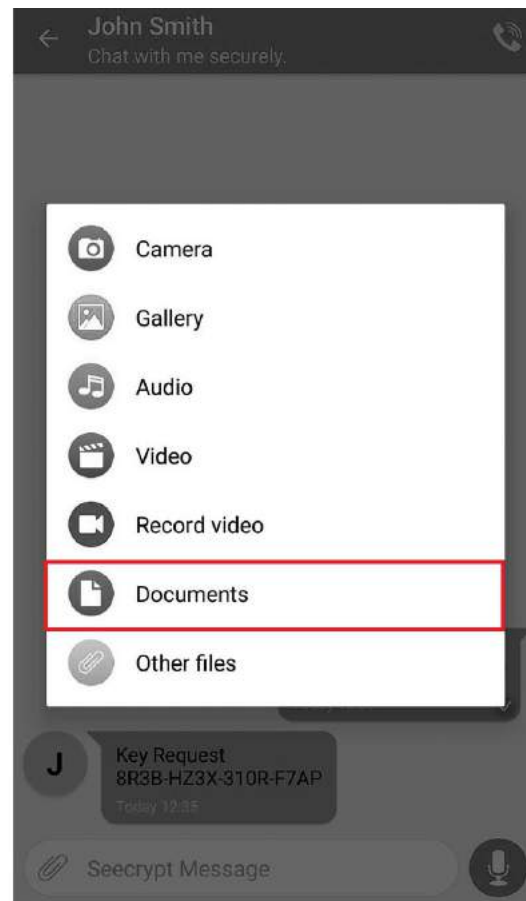 John Smith
Chat with me securely.
Camera
Gallery
Audio
Video
Record video
Documents
Other files
J
Key Request
8R3B-HZ3X-310R-F7AP
Today 12:35
Seecrypt Message